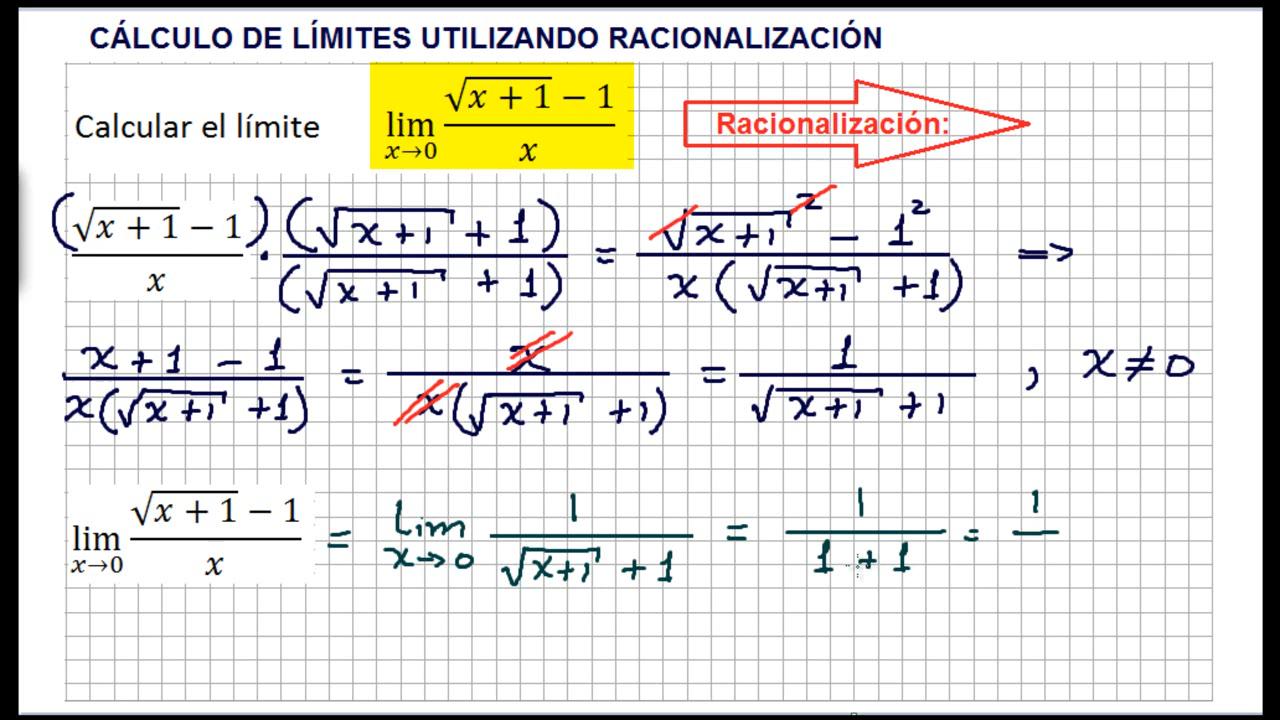 CÁLCULO DE LÍMITES UTILIZANDO RACIONALIZACIÓN
Calcular el límite lim x→0 (√(x + 1) − 1)/x Racionalización:
(√(x + 1) − 1)/x · (√(x+1) + 1)/(√(x+1) + 1) = (√(x+1)² − 1²)/(x(√(x+1) + 1)) =>
(x+1 − 1)/(x(√(x+1) + 1)) = x/(x(√(x+1) + 1)) = 1/(√(x+1) + 1) , x≠0
lim x→0 (√(x + 1) − 1)/x = Lim x→0 1/(√(x+1) + 1) = 1/(1 + 1) = 1/